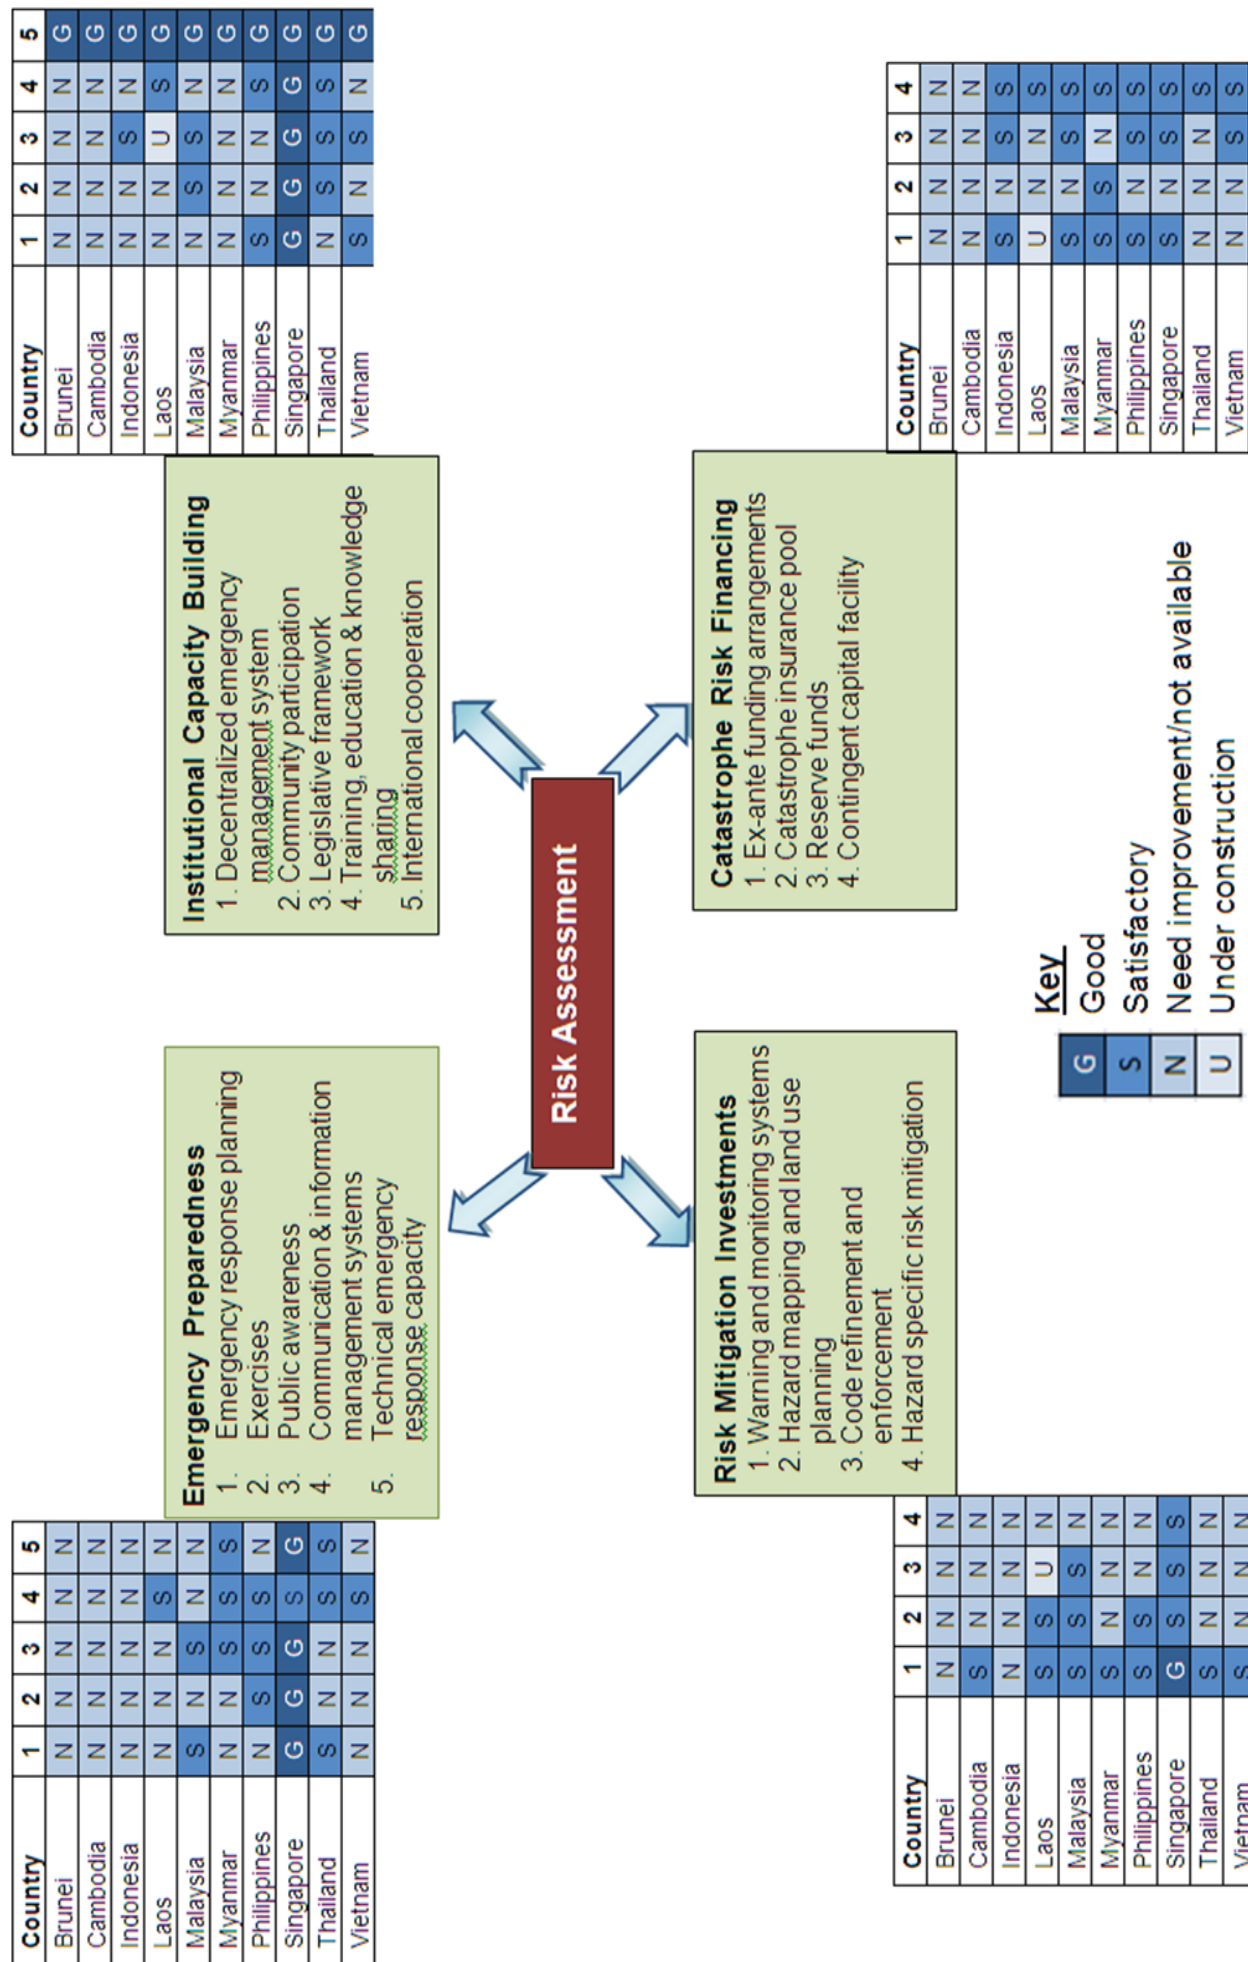 Country 1 2 3 4 5
Brunei N N N N N
Cambodia N N N N N
Indonesia N N N N N
Laos N N N S N
Malaysia S N S N N
Myanmar N N S S S
Philippines N S S S N
Singapore G G G S G
Thailand S N N S S
Vietnam N N N S N
Emergency Preparedness
1. Emergency response planning
2. Exercises
3. Public awareness
4. Communication & information
management systems
5. Technical emergency
response capacity
Institutional Capacity Building
1. Decentralized emergency
management system
2. Community participation
3. Legislative framework
4. Training, education & knowledge
sharing
5. International cooperation
Country 1 2 3 4 5
Brunei N N N N G
Cambodia N N N N G
Indonesia N N S N G
Laos N N U S G
Malaysia N S S N G
Myanmar N N N N G
Philippines S N N S G
Singapore G G G G G
Thailand N S S S G
Vietnam S N S N G
Risk Assessment
Country 1 2 3 4
Brunei N N N N
Cambodia S N N N
Indonesia N N N N
Laos S S U N
Malaysia S S S N
Myanmar S N N N
Philippines S S N N
Singapore G S S S
Thailand S N N N
Vietnam S N N N
Risk Mitigation Investments
1. Warning and monitoring systems
2. Hazard mapping and land use
planning
3. Code refinement and
enforcement
4. Hazard specific risk mitigation
Catastrophe Risk Financing
1. Ex-ante funding arrangements
2. Catastrophe insurance pool
3. Reserve funds
4. Contingent capital facility
Country 1 2 3 4
Brunei N N N N
Cambodia N N N N
Indonesia S N S S
Laos U N N S
Malaysia S N S S
Myanmar S S N S
Philippines S N S S
Singapore S N S S
Thailand N N N S
Vietnam N N S S
Key
G Good
S Satisfactory
N Need improvement/not available
U Under construction